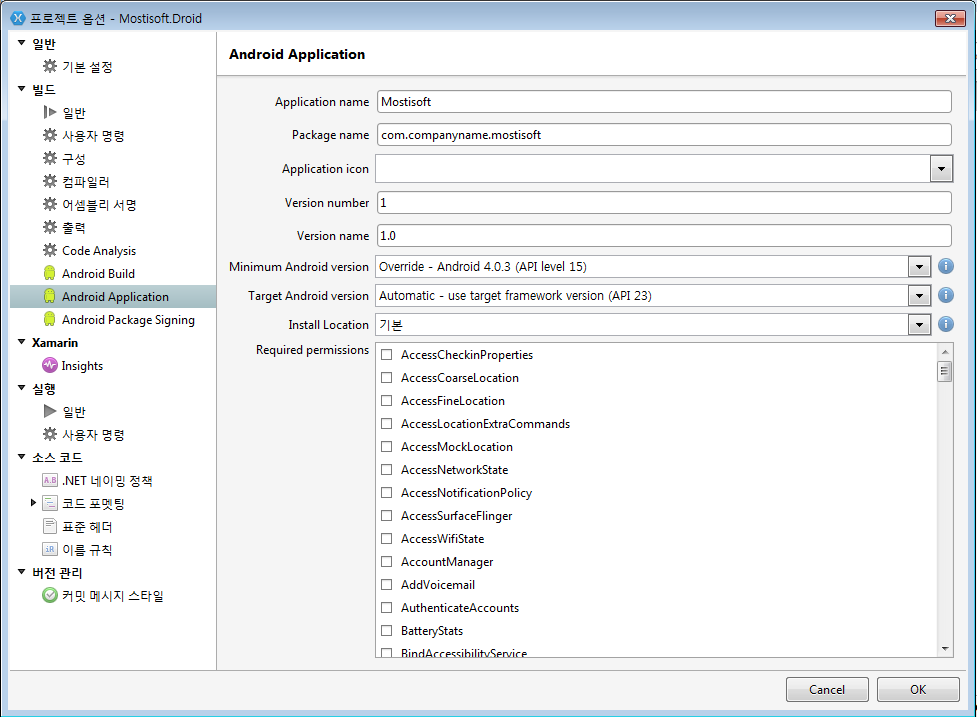 프로젝트 옵션 - Mostisoft.Droid
일반
기본 설정
빌드
일반
사용자 명령
구성
컴파일러
어셈블리 서명
출력
Code Analysis
Android Build
Android Application
Android Package Signing
Xamarin
Insights
실행
일반
사용자 명령
소스 코드
A.B .NET 네이밍 정책
코드 포멧팅
표준 헤더
iR 이름 규칙
버전 관리
커밋 메시지 스타일
Android Application
Application name Mostisoft
Package name com.companyname.mostisoft
Application icon
Version number 1
Version name 1.0
Minimum Android version Override - Android 4.0.3 (API level 15)
Target Android version Automatic - use target framework version (API 23)
Install Location 기본
Required permissions
AccessCheckinProperties
AccessCoarseLocation
AccessFineLocation
AccessLocationExtraCommands
AccessMockLocation
AccessNetworkState
AccessNotificationPolicy
AccessSurfaceFlinger
AccessWifiState
AccountManager
AddVoicemail
AuthenticateAccounts
BatteryStats
BindAccessibilityService
Cancel OK